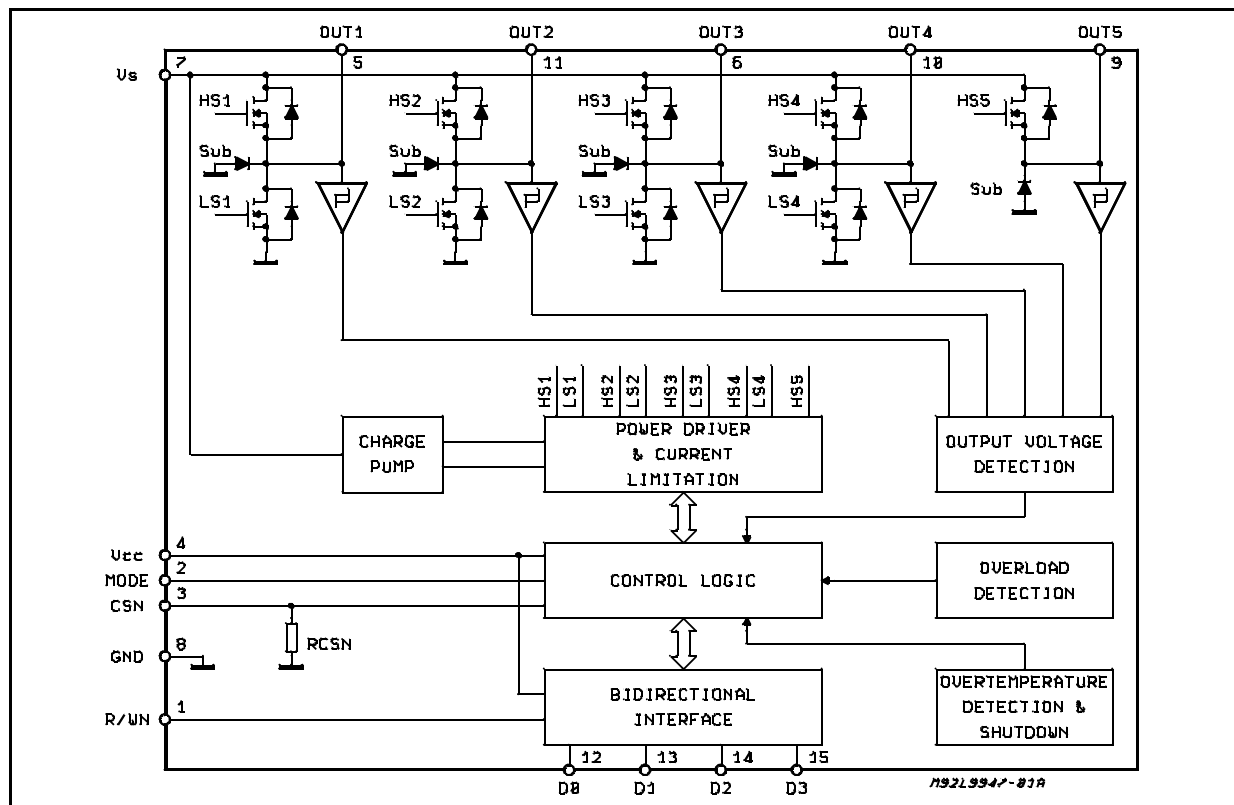 OUT1 OUT2 OUT3 OUT4 OUT5
7 5 11 6 10 9
Vs
HS1 HS2 HS3 HS4 HS5
Sub Sub Sub Sub
Sub
LS1 LS2 LS3 LS4
HS1 LS1 HS2 LS2 HS3 LS3 HS4 LS4 HS5
CHARGE
PUMP
POWER DRIVER
& CURRENT
LIMITATION
OUTPUT VOLTAGE
DETECTION
Vcc 4
MODE 2
CSN 3
RCSN
GND 8
R/WN 1
CONTROL LOGIC
OVERLOAD
DETECTION
BIDIRECTIONAL
INTERFACE
OVERTEMPERATURE
DETECTION &
SHUTDOWN
12 13 14 15
D0 D1 D2 D3
M92L9947-01A